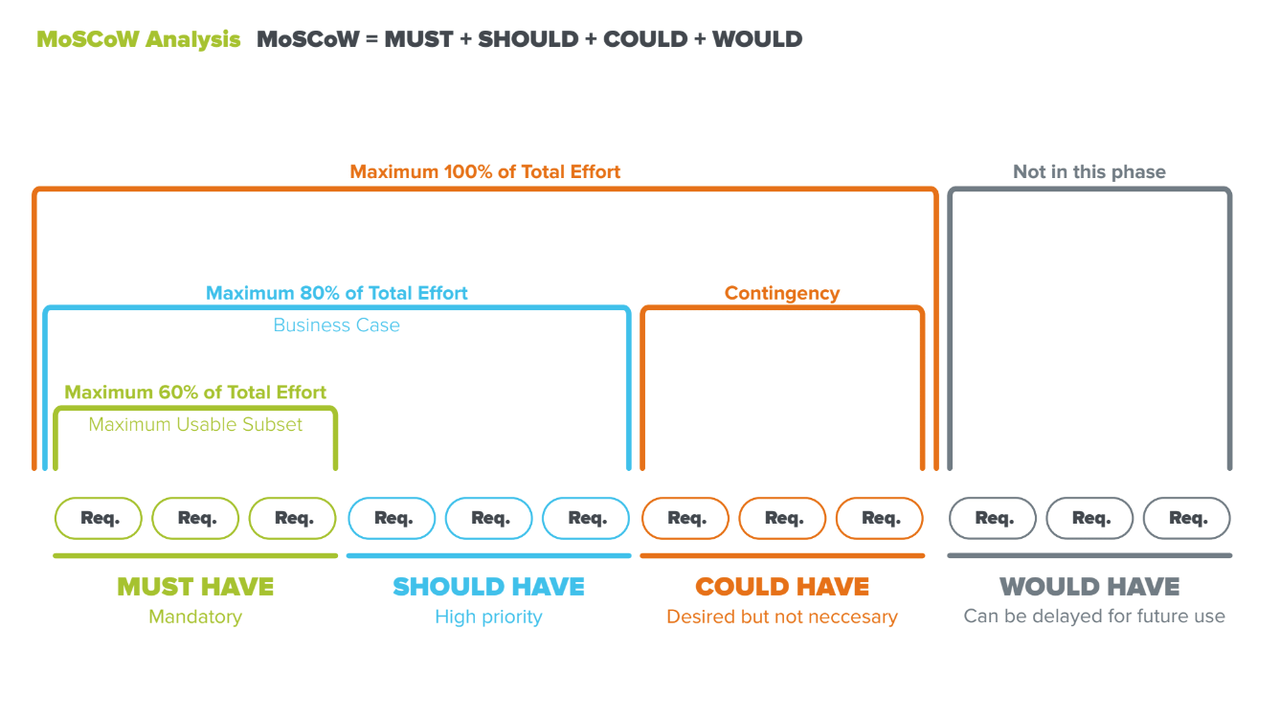 MoSCoW Analysis MoSCoW = MUST + SHOULD + COULD + WOULD
Maximum 100% of Total Effort
Not in this phase
Maximum 80% of Total Effort
Business Case
Contingency
Maximum 60% of Total Effort
Maximum Usable Subset
Req. Req. Req. Req. Req. Req. Req. Req. Req. Req. Req. Req.
MUST HAVE
Mandatory
SHOULD HAVE
High priority
COULD HAVE
Desired but not neccesary
WOULD HAVE
Can be delayed for future use